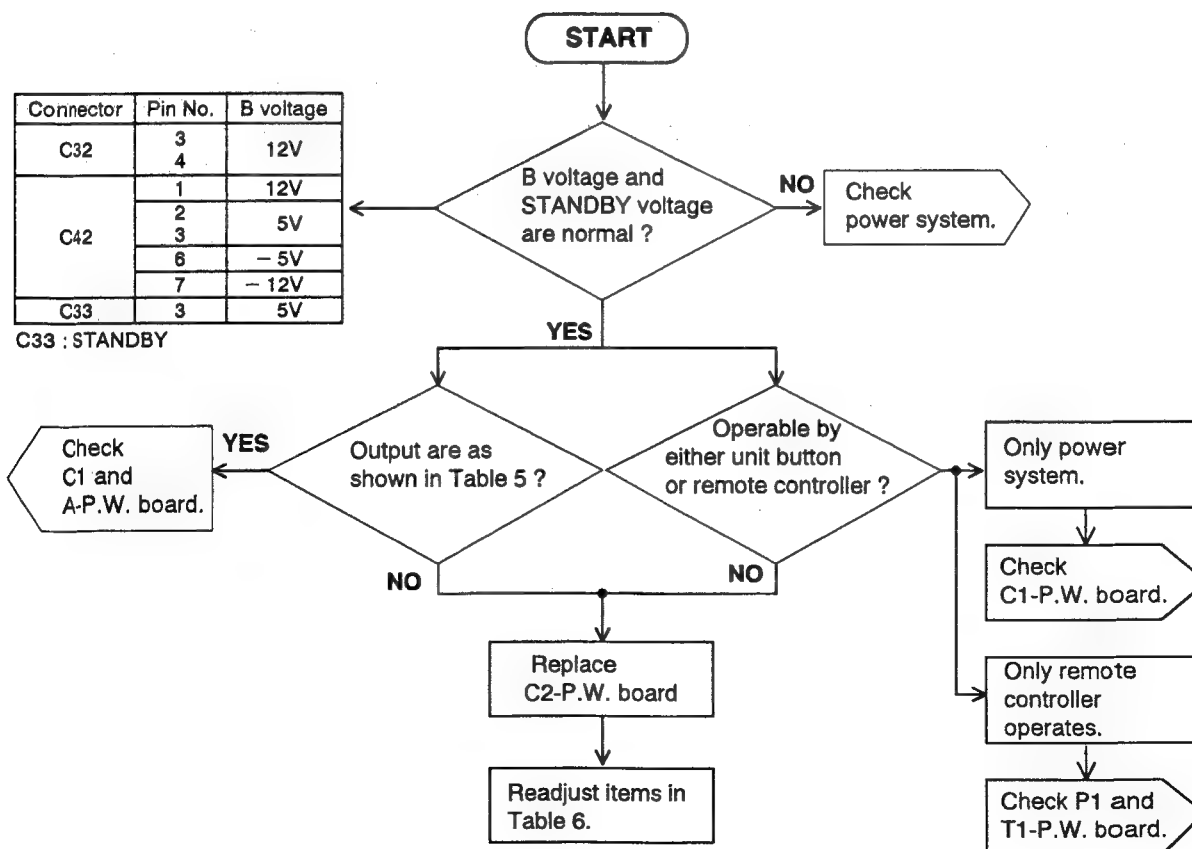 START
Connector Pin No. B voltage
C32 3 4 12V
C42 1 12V
2 3 5V
6 − 5V
7 − 12V
C33 3 5V
C33 : STANDBY
B voltage and
STANDBY voltage
are normal ?
NO
Check
power system.
YES
Output are as
shown in Table 5 ?
YES
Check
C1 and
A-P.W. board.
NO
Operable by
either unit button
or remote controller ?
NO
Only power
system.
Check
C1-P.W. board.
Only remote
controller
operates.
Check P1 and
T1-P.W. board.
Replace
C2-P.W. board
Readjust items in
Table 6.